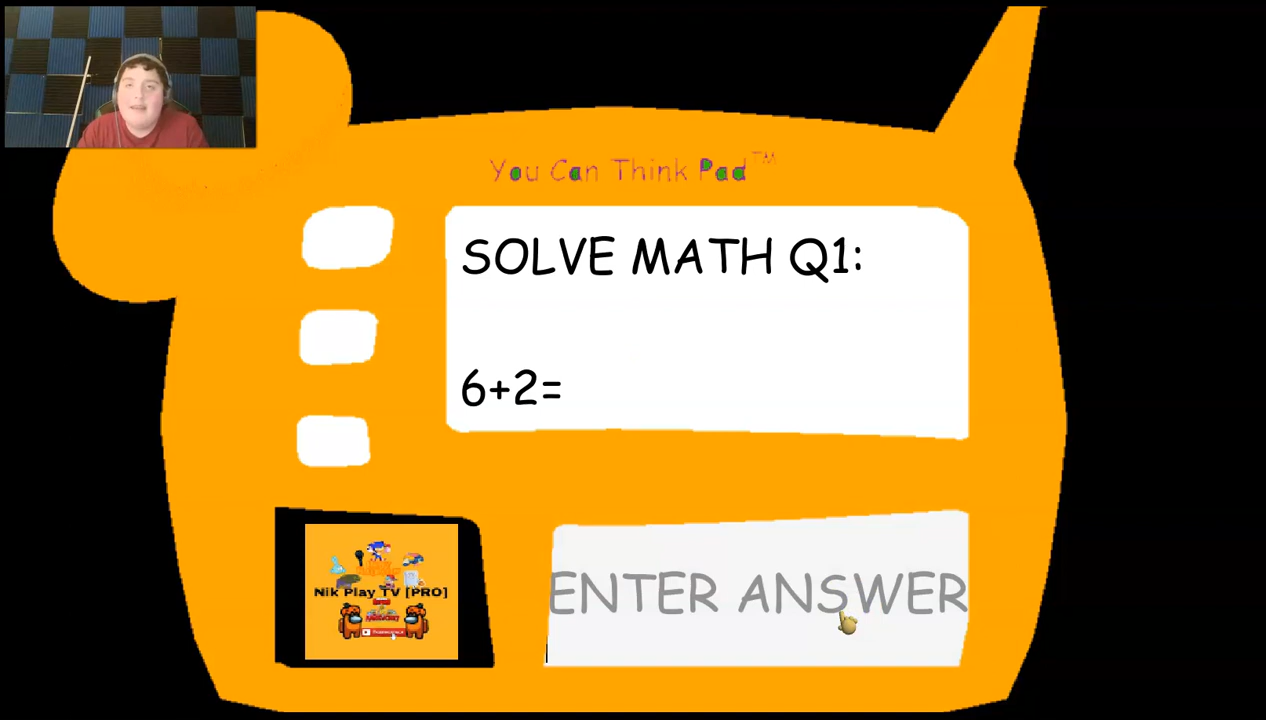 You Can Think Pad™
SOLVE MATH Q1:
6+2=
Nik Play TV [PRO]
ENTER ANSWER